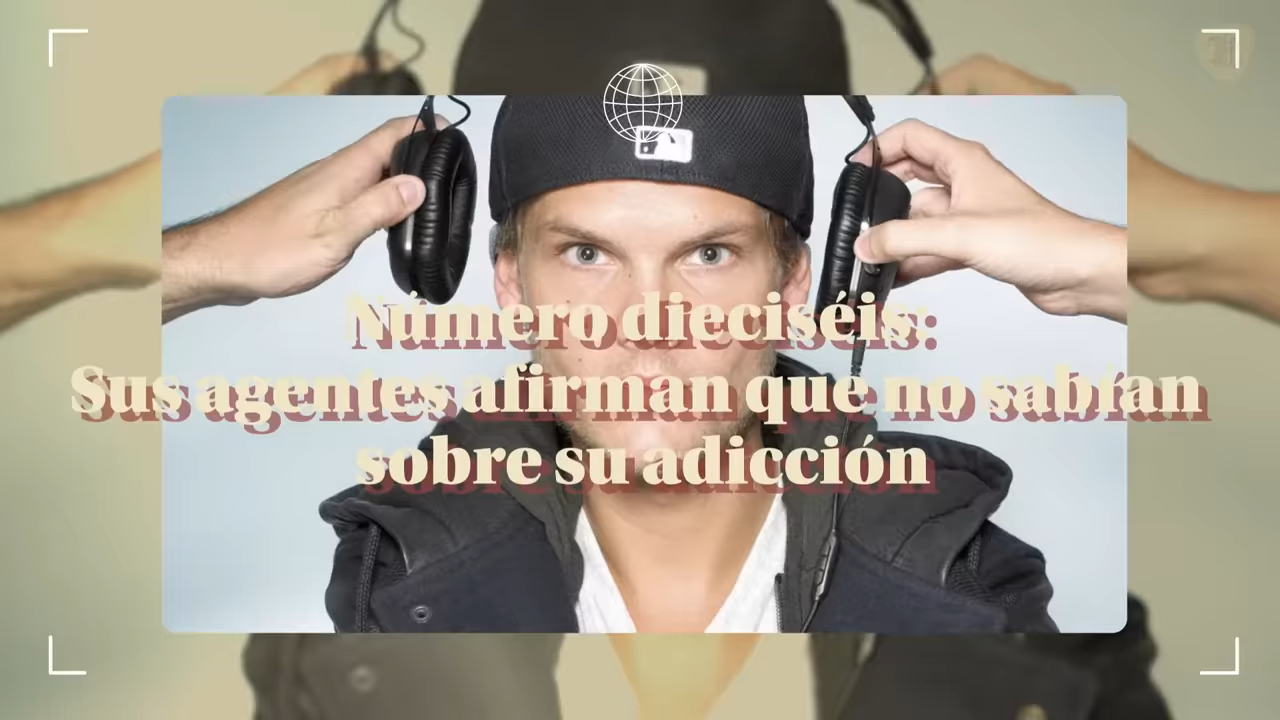 Número dieciséis:
Sus agentes afirman que no sabían
sobre su adicción